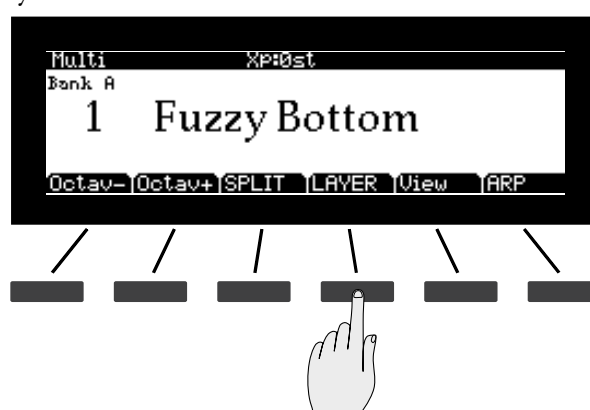 Multi Xp:0st
Bank A
1 Fuzzy Bottom
Octav- Octav+ SPLIT LAYER View ARP